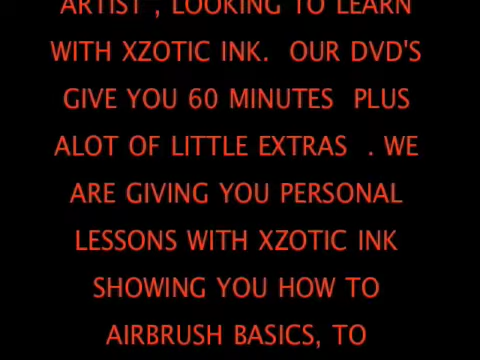 ARTIST , LOOKING TO LEARN
WITH XZOTIC INK. OUR DVD'S
GIVE YOU 60 MINUTES PLUS
ALOT OF LITTLE EXTRAS . WE
ARE GIVING YOU PERSONAL
LESSONS WITH XZOTIC INK
SHOWING YOU HOW TO
AIRBRUSH BASICS, TO